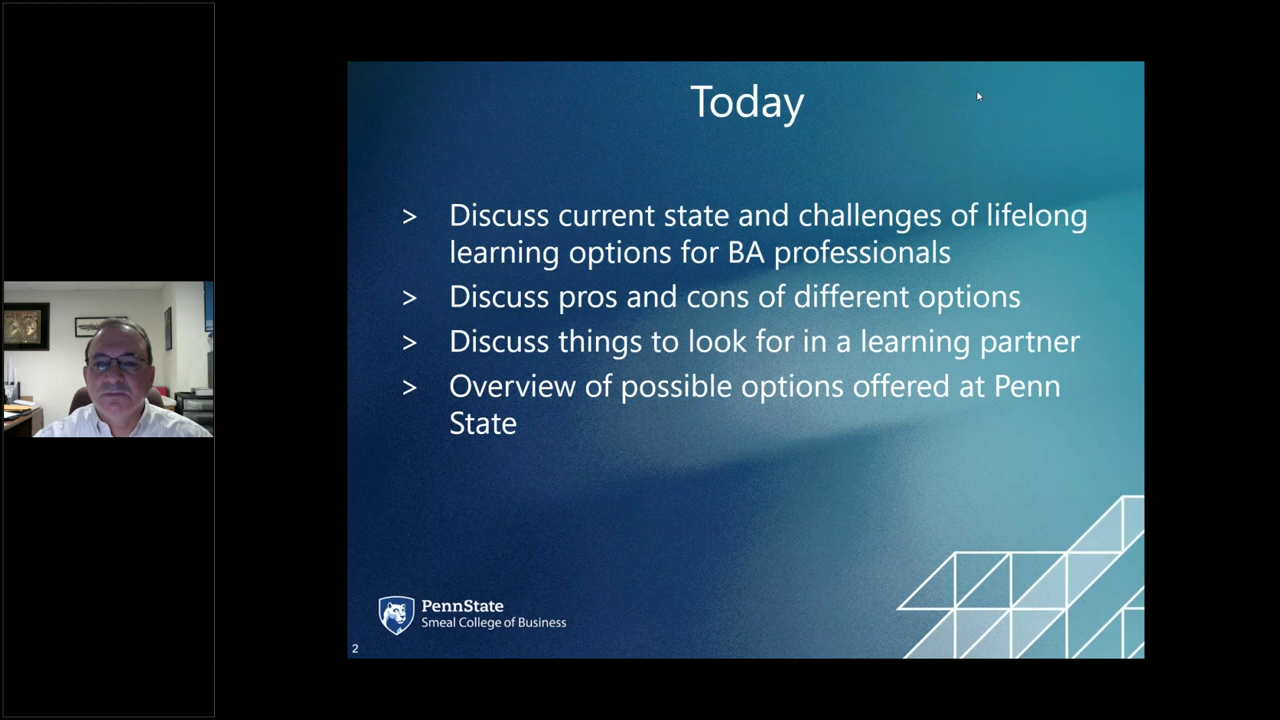 Today
> Discuss current state and challenges of lifelong
learning options for BA professionals
> Discuss pros and cons of different options
> Discuss things to look for in a learning partner
> Overview of possible options offered at Penn
State
PennState
Smeal College of Business
2